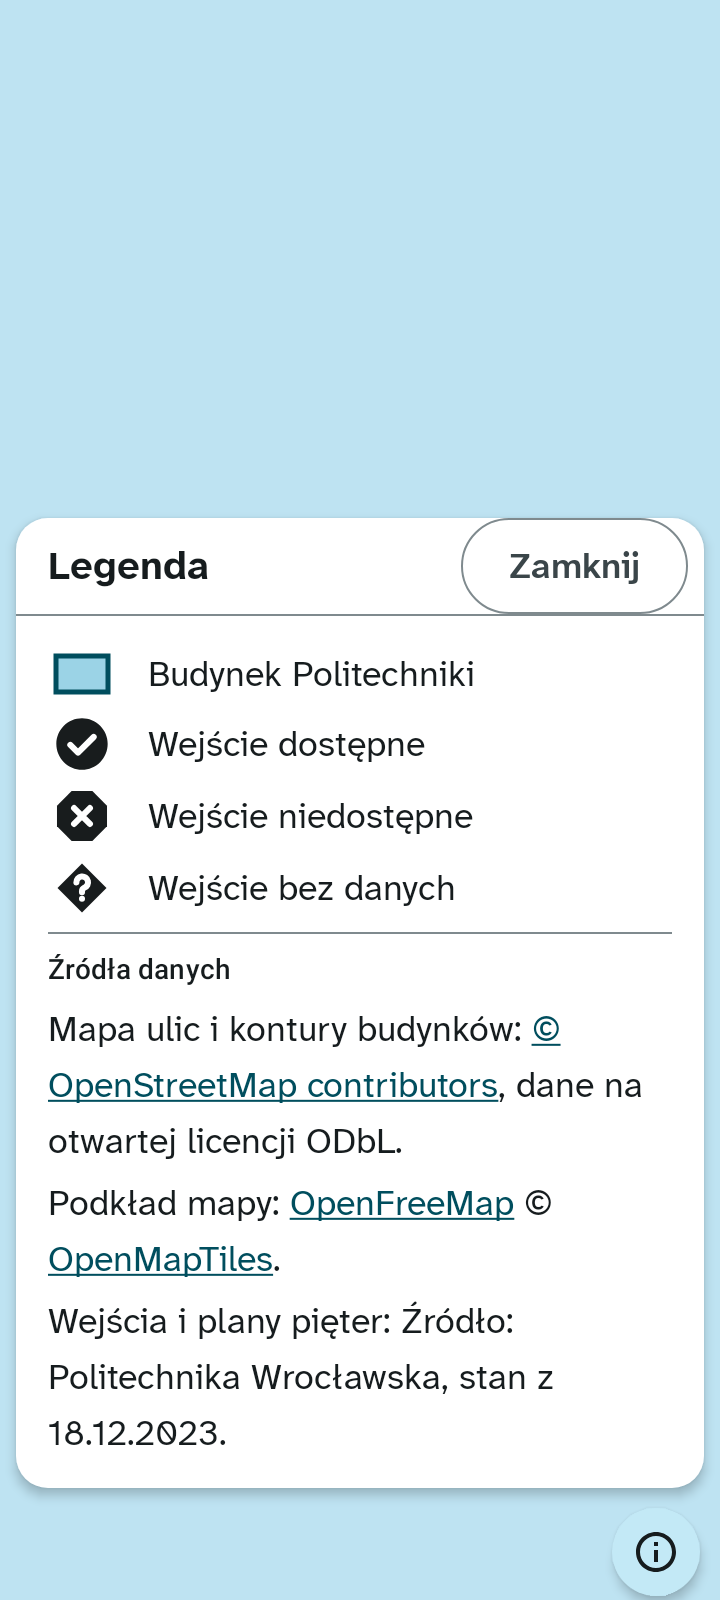 Legenda
Zamknij
Budynek Politechniki
Wejście dostępne
Wejście niedostępne
Wejście bez danych
Źródła danych
Mapa ulic i kontury budynków: ©
OpenStreetMap contributors, dane na
otwartej licencji ODbL.
Podkład mapy: OpenFreeMap ©
OpenMapTiles.
Wejścia i plany pięter: Źródło:
Politechnika Wrocławska, stan z
18.12.2023.